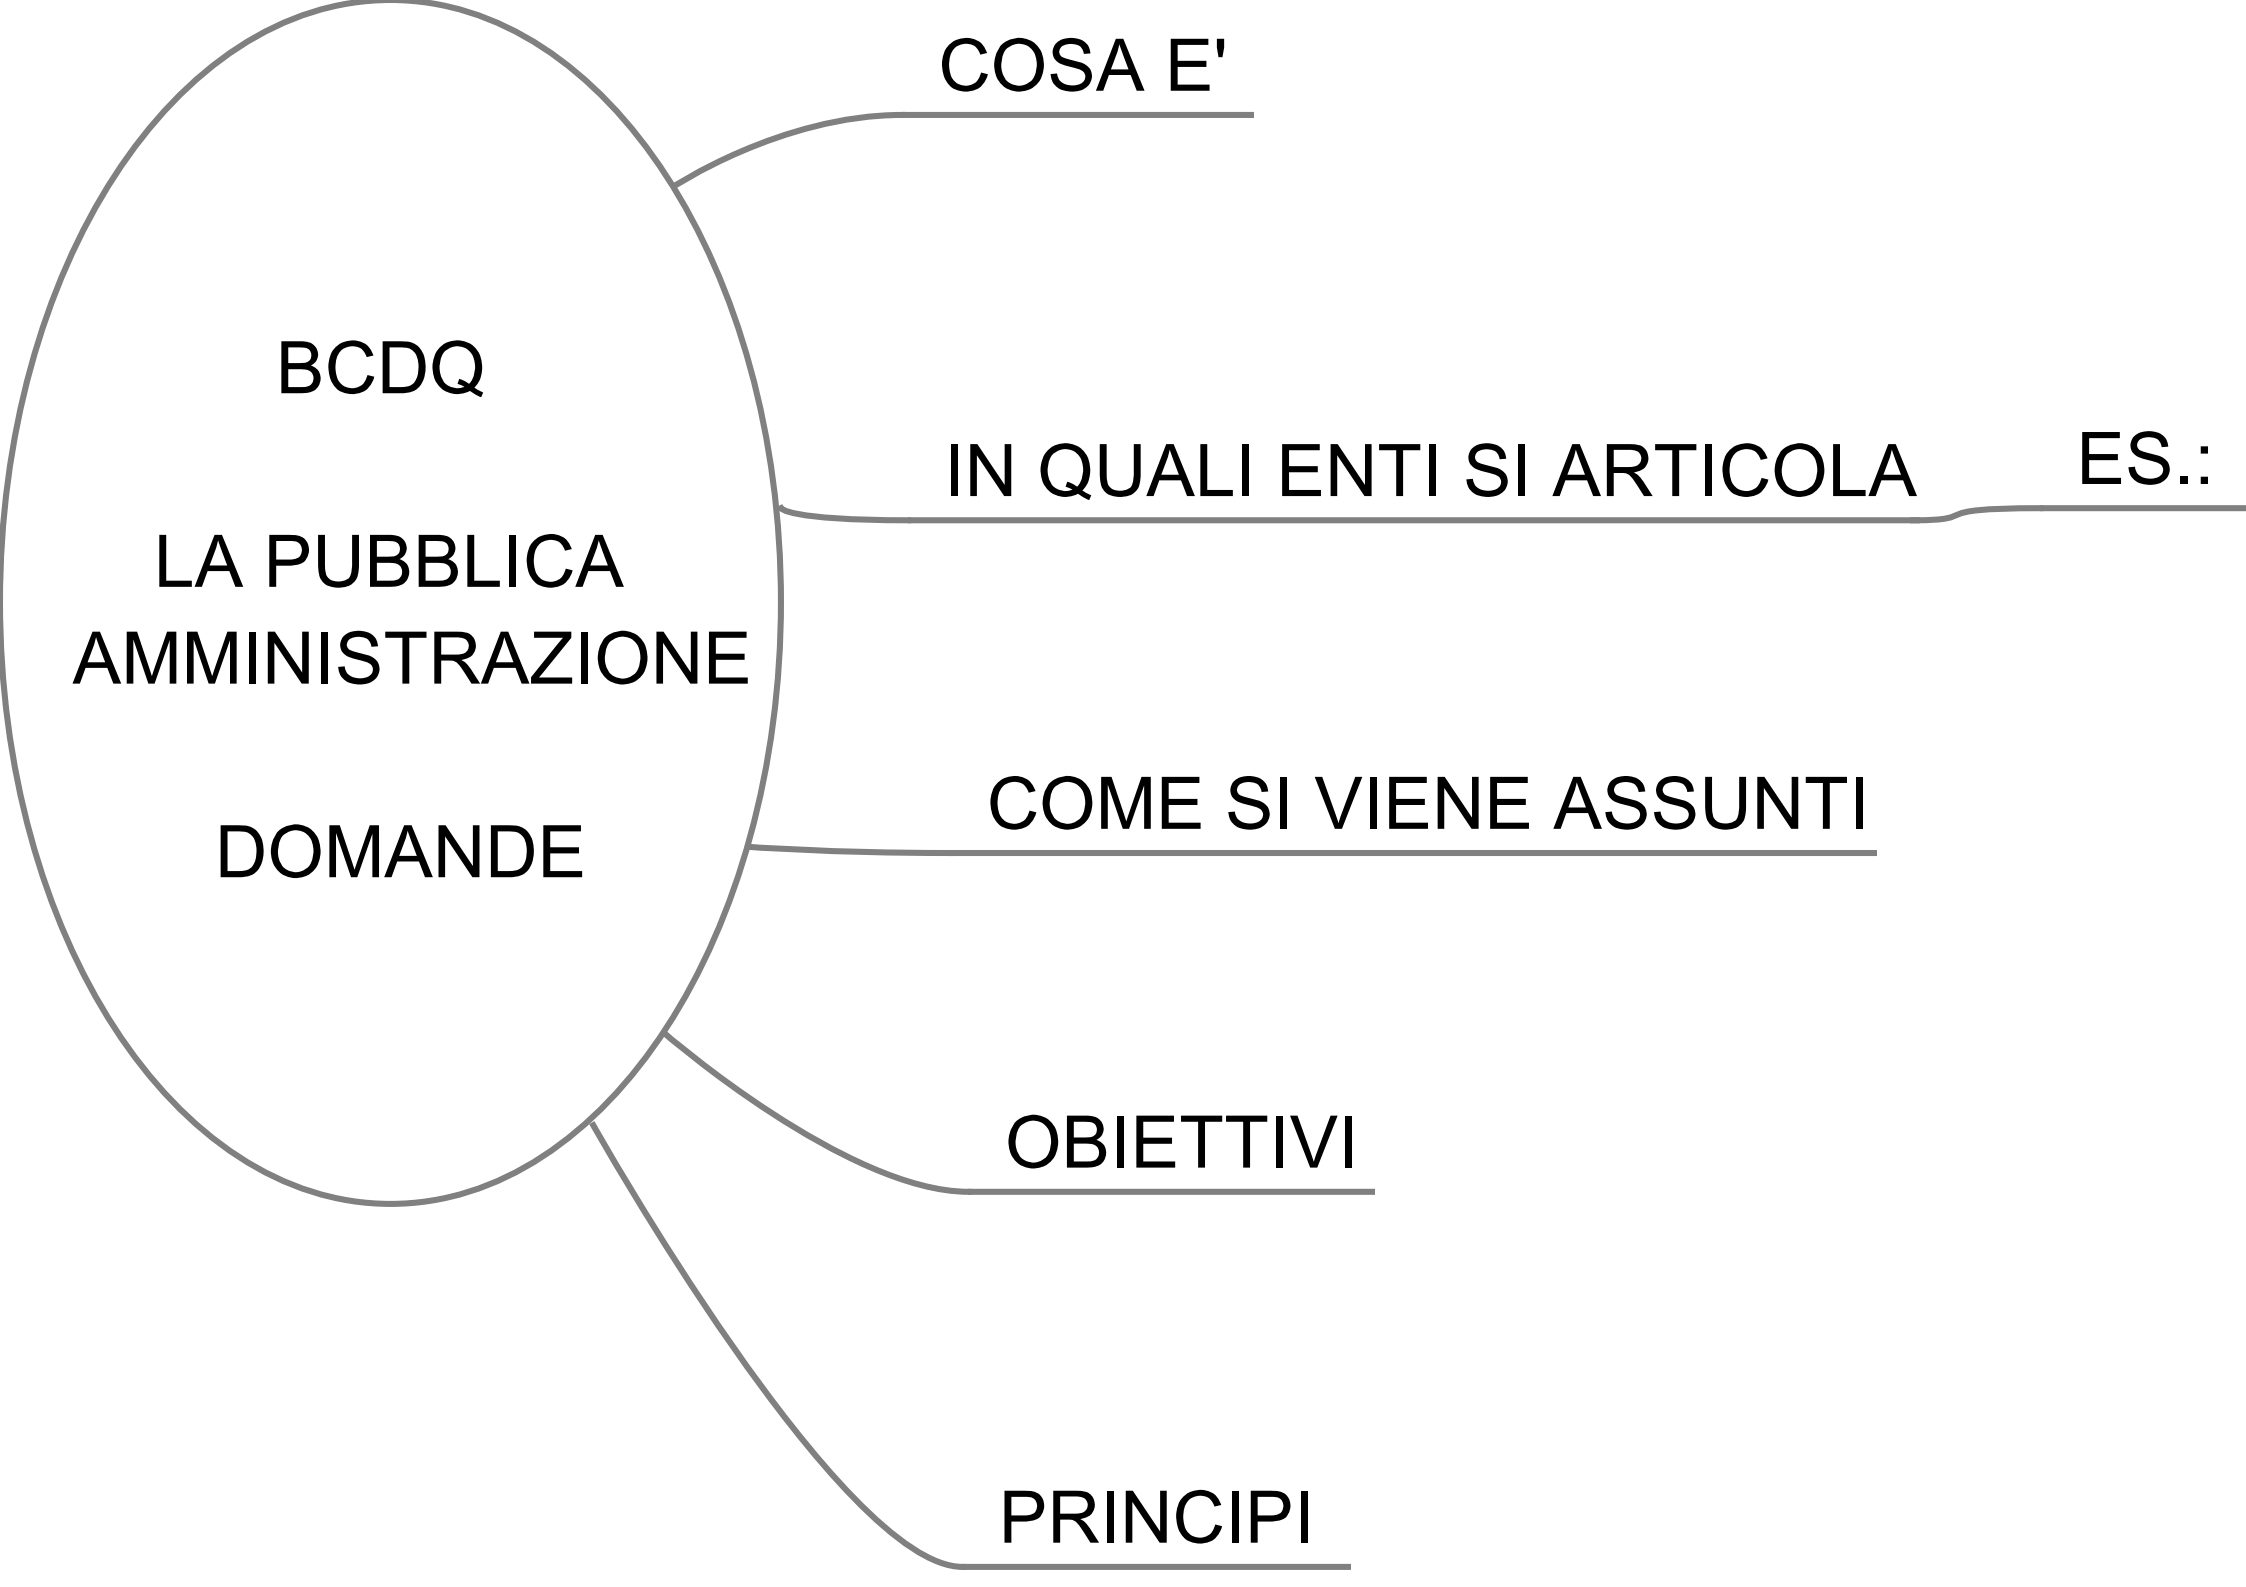 BCDQ
LA PUBBLICA
AMMINISTRAZIONE
DOMANDE
COSA E'
IN QUALI ENTI SI ARTICOLA
ES.:
COME SI VIENE ASSUNTI
OBIETTIVI
PRINCIPI